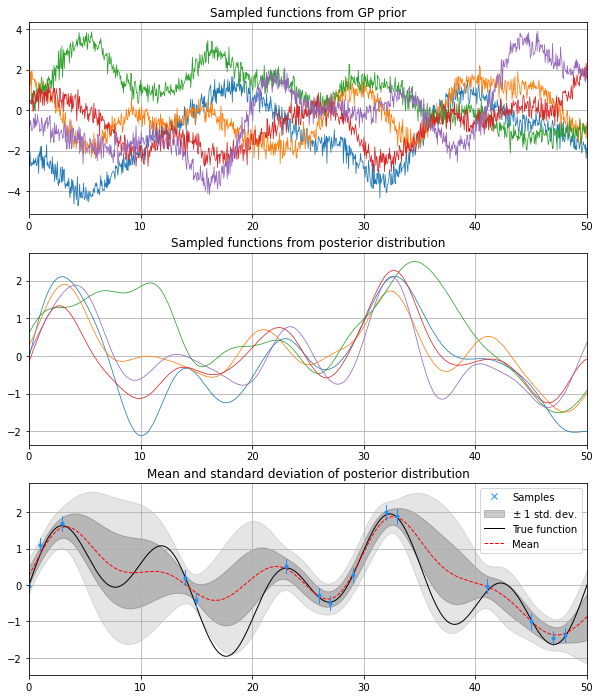 Sampled functions from GP prior
4
2
0
−2
−4
0 10 20 30 40 50
Sampled functions from posterior distribution
2
1
0
−1
−2
0 10 20 30 40 50
Mean and standard deviation of posterior distribution
2
1
0
−1
−2
0 10 20 30 40 50
Samples
± 1 std. dev.
True function
Mean